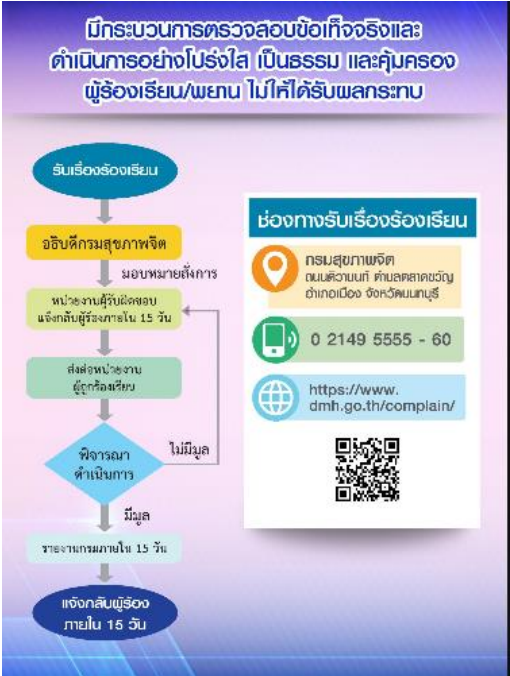 มีกระบวนการตรวจสอบข้อเท็จจริงและ
ดำเนินการอย่างโปร่งใส เป็นธรรม และคุ้มครอง
ผู้ร้องเรียน/พยาน ไม่ให้ได้รับผลกระทบ
รับเรื่องร้องเรียน
อธิบดีกรมสุขภาพจิต
มอบหมายสั่งการ
หน่วยงานผู้รับผิดชอบ
แจ้งกลับผู้ร้องภายใน 15 วัน
ส่งต่อหน่วยงาน
ผู้ถูกร้องเรียน
พิจารณา
ดำเนินการ
ไม่มีมูล
มีมูล
รายงานกรมภายใน 15 วัน
แจ้งกลับผู้ร้อง
ภายใน 15 วัน
ช่องทางรับเรื่องร้องเรียน
กรมสุขภาพจิต
ถนนติวานนท์ ตำบลตลาดขวัญ
อำเภอเมือง จังหวัดนนทบุรี
0 2149 5555 - 60
https://www.
dmh.go.th/complain/